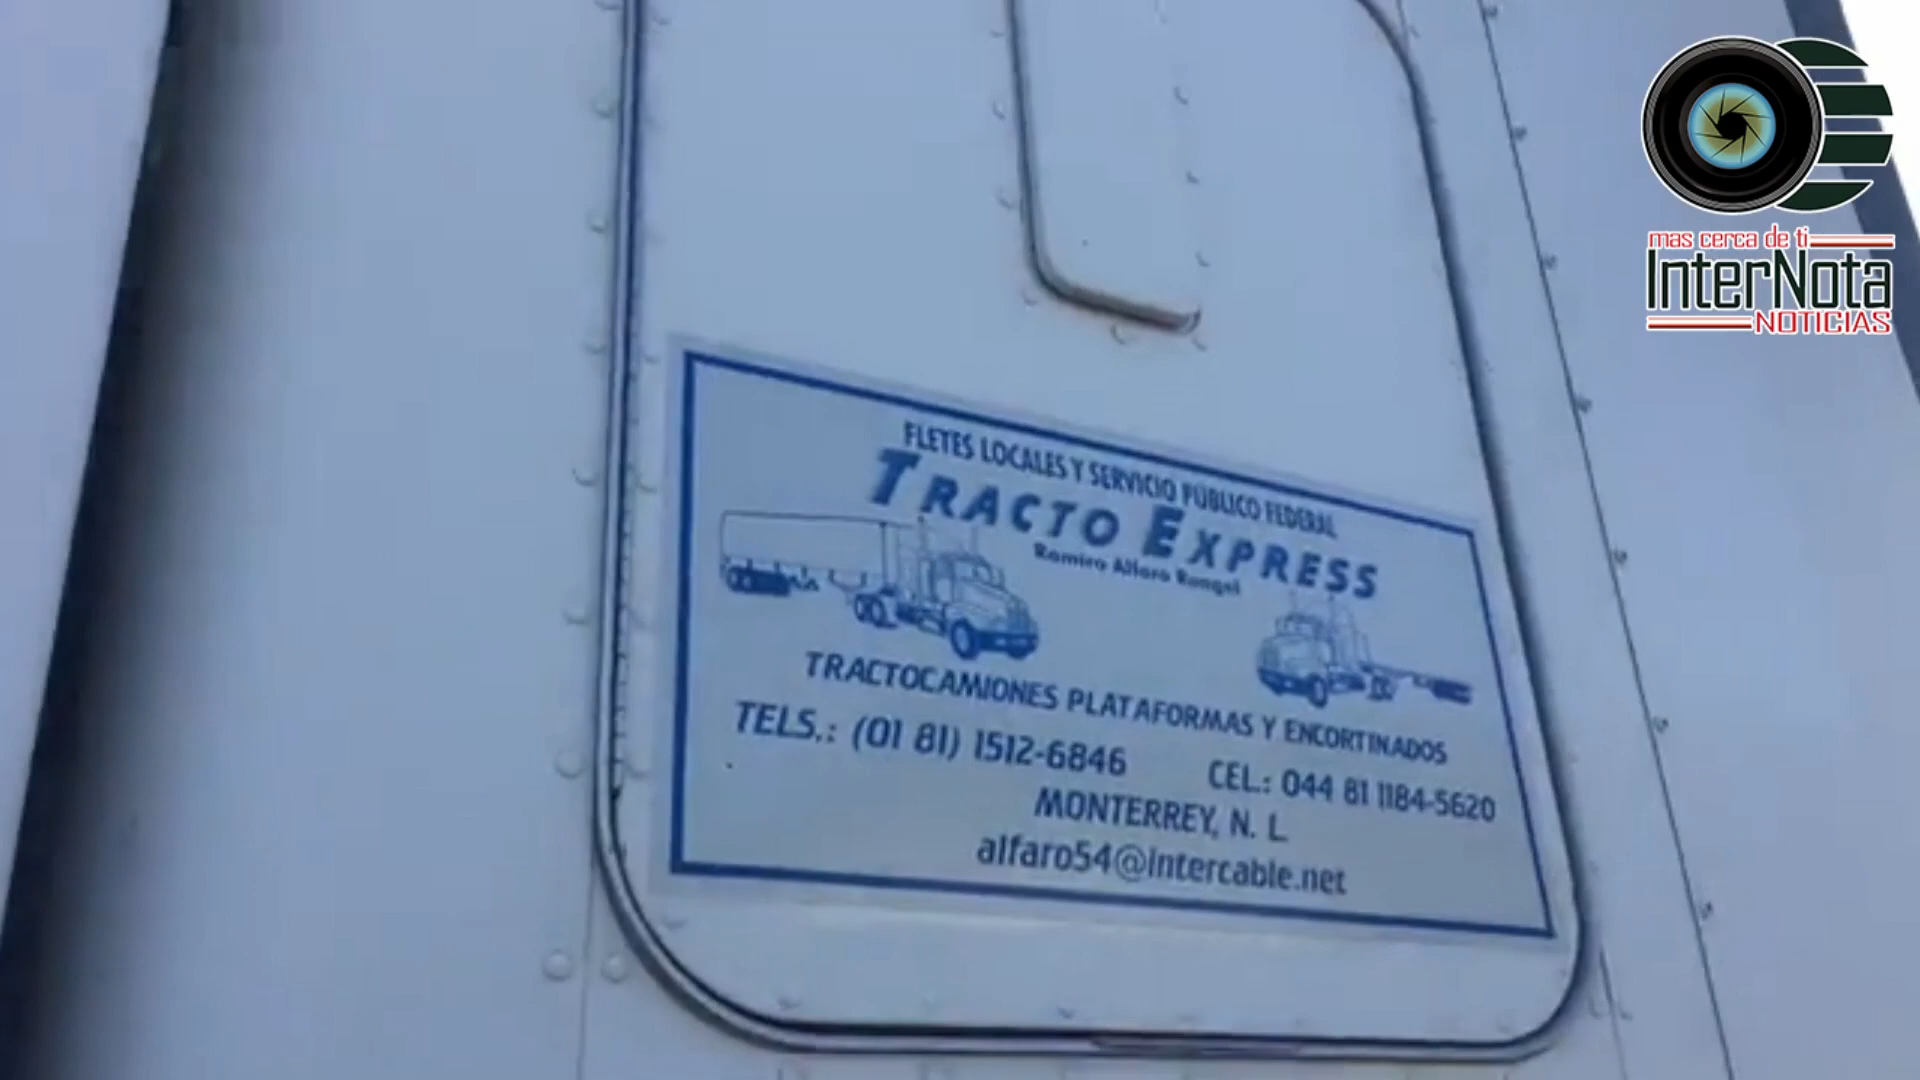 FLETES LOCALES Y SERVICIO PÚBLICO FEDERAL
TRACTO EXPRESS
Ramiro Alfaro Rangel
TRACTOCAMIONES PLATAFORMAS Y ENCORTINADOS
TELS.: (01 81) 1512-6846 CEL.: 044 81 1184-5620
MONTERREY, N. L.
alfaro54@intercable.net
mas cerca de ti
InterNota
NOTICIAS